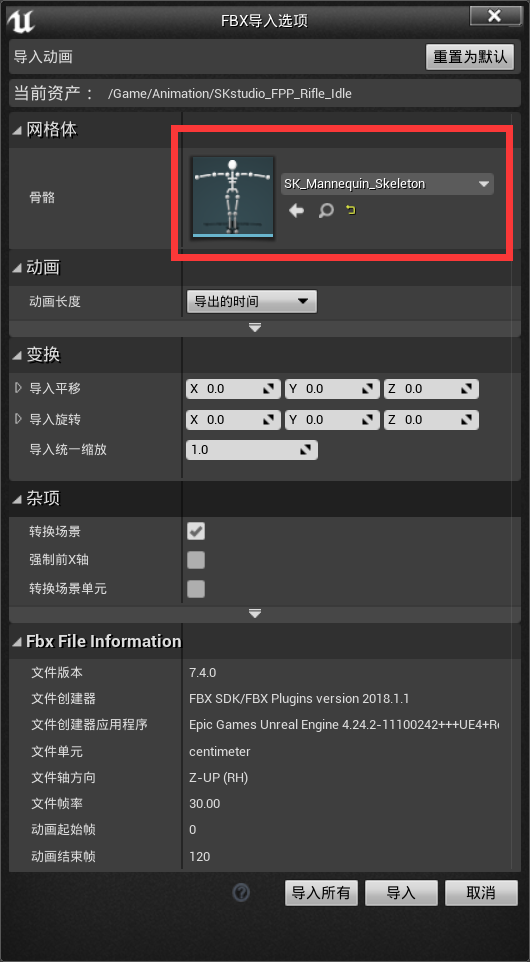 FBX导入选项
导入动画 重置为默认
当前资产： /Game/Animation/SKstudio_FPP_Rifle_Idle
网格体
骨骼 SK_Mannequin_Skeleton
动画
动画长度 导出的时间
变换
导入平移 X 0.0 Y 0.0 Z 0.0
导入旋转 X 0.0 Y 0.0 Z 0.0
导入统一缩放 1.0
杂项
转换场景
强制前X轴
转换场景单元
Fbx File Information
文件版本 7.4.0
文件创建器 FBX SDK/FBX Plugins version 2018.1.1
文件创建器应用程序 Epic Games Unreal Engine 4.24.2-11100242+++UE4+Re
文件单元 centimeter
文件轴方向 Z-UP (RH)
文件帧率 30.00
动画起始帧 0
动画结束帧 120
导入所有 导入 取消